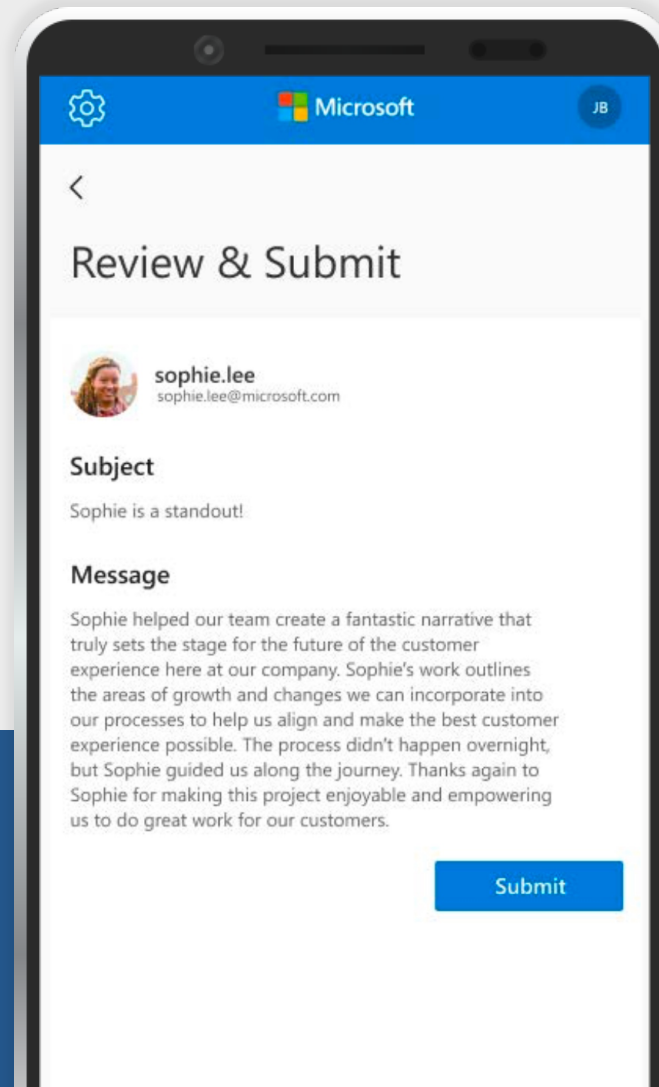 Microsoft
JB
Review & Submit
sophie.lee
sophie.lee@microsoft.com
Subject
Sophie is a standout!
Message
Sophie helped our team create a fantastic narrative that
truly sets the stage for the future of the customer
experience here at our company. Sophie's work outlines
the areas of growth and changes we can incorporate into
our processes to help us align and make the best customer
experience possible. The process didn't happen overnight,
but Sophie guided us along the journey. Thanks again to
Sophie for making this project enjoyable and empowering
us to do great work for our customers.
Submit